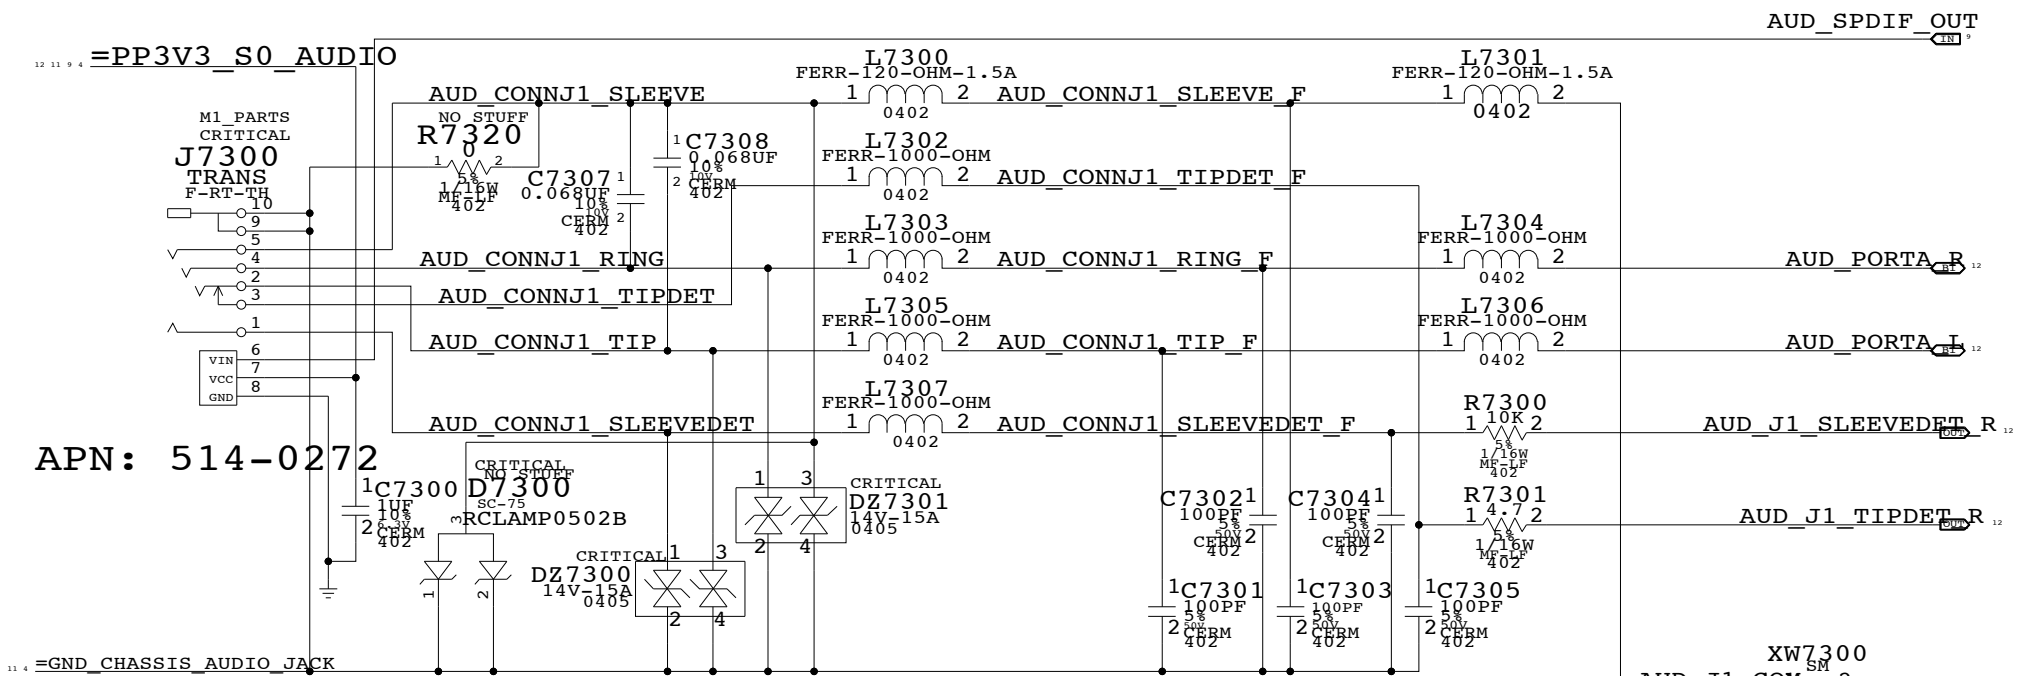 AUD_SPDIF_OUT
IN 9
12 11 9 4 =PP3V3_S0_AUDIO
L7300
FERR-120-OHM-1.5A
1 2
0402
L7301
FERR-120-OHM-1.5A
1 2
0402
AUD_CONNJ1_SLEEVE
AUD_CONNJ1_SLEEVE_F
M1_PARTS
CRITICAL
J7300
TRANS
F-RT-TH
NO STUFF
R7320
0
1 2
5%
1/16W
MF-LF
402
1 C7308
0.068UF
10%
10V
2 CERM
402
C7307 1
0.068UF
10%
10V
CERM 2
402
L7302
FERR-1000-OHM
1 2
0402
AUD_CONNJ1_TIPDET_F
10
9
5
4
2
3
1
6
7
8
VIN
VCC
GND
L7303
FERR-1000-OHM
1 2
0402
L7304
FERR-1000-OHM
1 2
0402
AUD_CONNJ1_RING
AUD_CONNJ1_RING_F
AUD_PORTA_R
BI 12
AUD_CONNJ1_TIPDET
L7305
FERR-1000-OHM
1 2
0402
L7306
FERR-1000-OHM
1 2
0402
AUD_CONNJ1_TIP
AUD_CONNJ1_TIP_F
AUD_PORTA_L
BI 12
L7307
FERR-1000-OHM
1 2
0402
R7300
10K
1 2
5%
1/16W
MF-LF
402
AUD_CONNJ1_SLEEVEDET
AUD_CONNJ1_SLEEVEDET_F
AUD_J1_SLEEVEDET_R
OUT 12
APN: 514-0272
1 C7300
1UF
10%
6.3V
2 CERM
402
CRITICAL
NO STUFF
D7300
SC-75
RCLAMP0502B
3
1 2
CRITICAL
DZ7301
14V-15A
0405
1 3
2 4
CRITICAL
DZ7300
14V-15A
0405
1 3
2 4
C7302 1
100PF
5%
50V
CERM 2
402
C7304 1
100PF
5%
50V
CERM 2
402
R7301
4.7
1 2
5%
1/16W
MF-LF
402
AUD_J1_TIPDET_R
OUT 12
1 C7301
100PF
5%
50V
2 CERM
402
1 C7303
100PF
5%
50V
2 CERM
402
1 C7305
100PF
5%
50V
2 CERM
402
11 4 =GND_CHASSIS_AUDIO_JACK
XW7300
SM